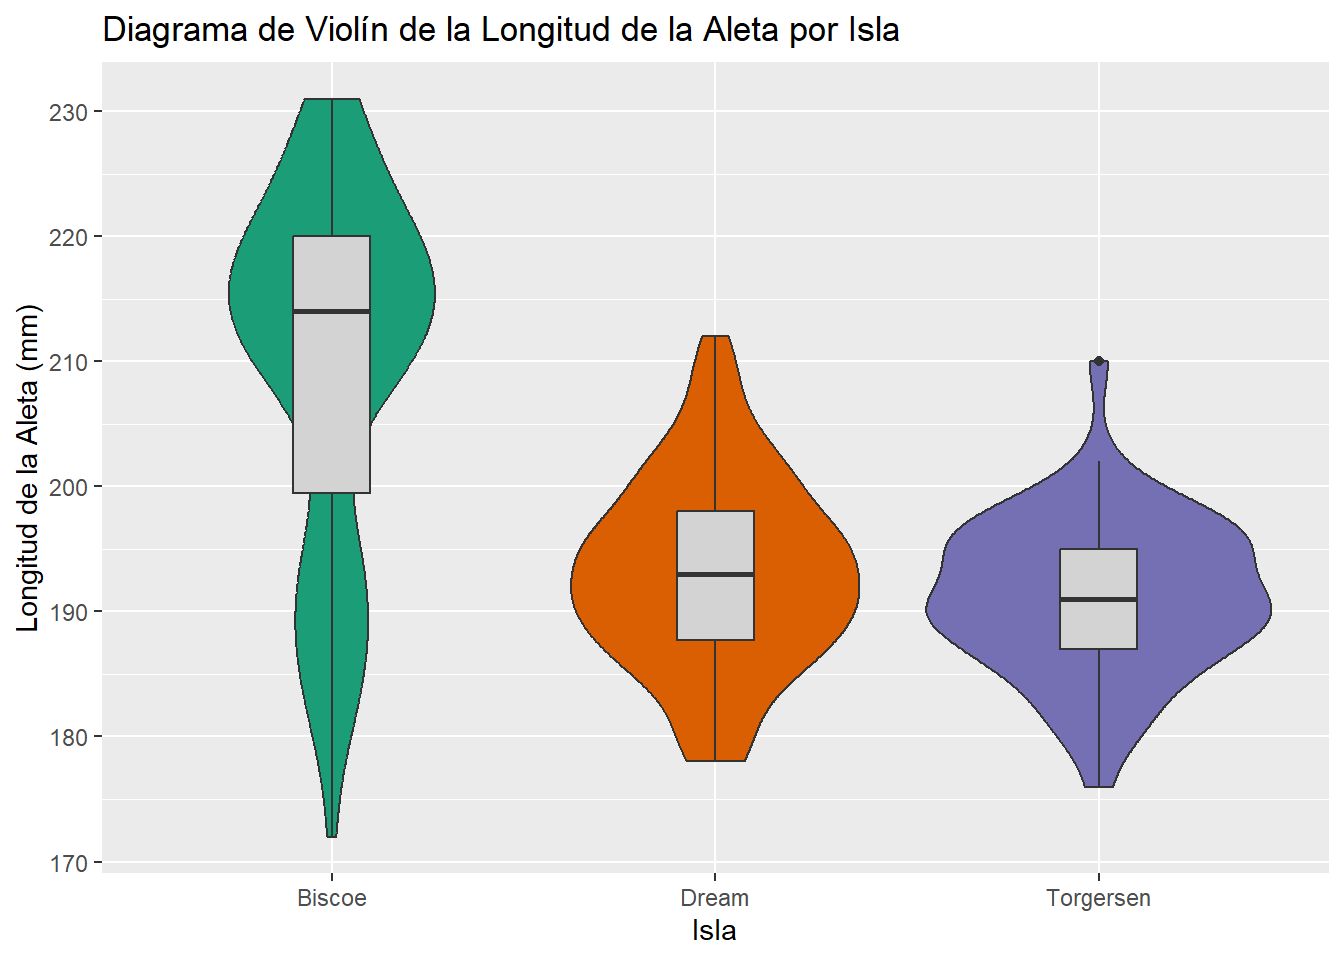 Diagrama de Violín de la Longitud de la Aleta por Isla
Longitud de la Aleta (mm)
230
220
210
200
190
180
170
Biscoe
Dream
Torgersen
Isla